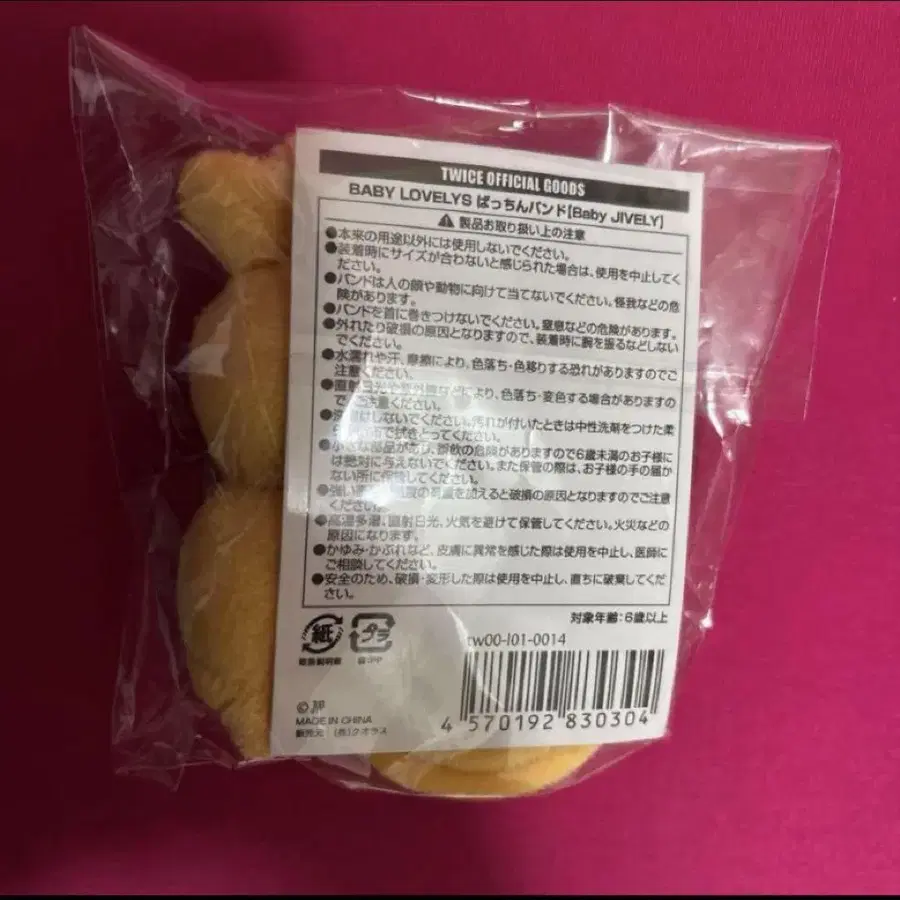 TWICE OFFICIAL GOODS
BABY LOVELYS ぱっちんバンド[Baby JIVELY]
製品お取り扱い上の注意
●本来の用途以外には使用しないでください。
●装着時にサイズが合わないと感じられた場合は、使用を中止してく
ださい。
●バンドは人の顔や動物に向けて当てないでください。怪我などの危
険があります。
●バンドを首に巻きつけないでください。窒息などの危険があります。
●外れたり破損の原因となりますので、装着時に腕を振るなどしない
でください。
●水濡れや汗、摩擦により、色落ち・色移りする恐れがありますのでご
注意ください。
●直射日光や紫外線などにより、色落ち・変色する場合がありますの
で、ご注意ください。
しないでください。汚れが付いたときは中性洗剤をつけた柔
で拭きとってください。
●小さな部品があり、誤飲の危険がありますので6歳未満のお子様に
は絶対に与えないでください。また保管の際は、お子様の手の届か
ない所に保管してください。
●強い の荷重を加えると破損の原因となりますのでご注意
ください。
●高温多湿、直射日光、火気を避けて保管してください。火災などの
原因になります。
●かゆみ・かぶれなど、皮膚に異常を感じた際は使用を中止し、医師に
ご相談してください。
●安全のため、破損・変形した際は使用を中止し、直ちに破棄してくだ
さい。
対象年齢:6歳以上
紙 プラ
tw00-l01-0014
4 570192 830304
©JYP
MADE IN CHINA
販売元 (株)クオラス